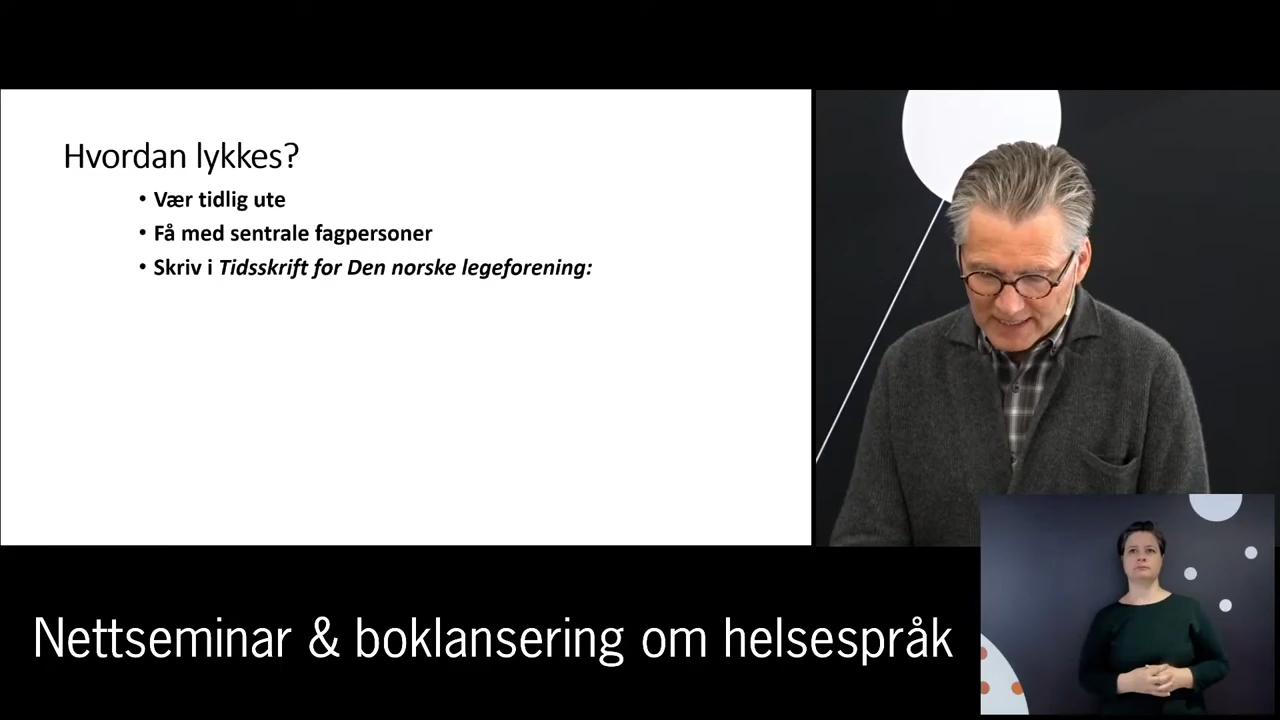 Hvordan lykkes?
• Vær tidlig ute
• Få med sentrale fagpersoner
• Skriv i Tidsskrift for Den norske legeforening:
Nettseminar & boklansering om helsespråk